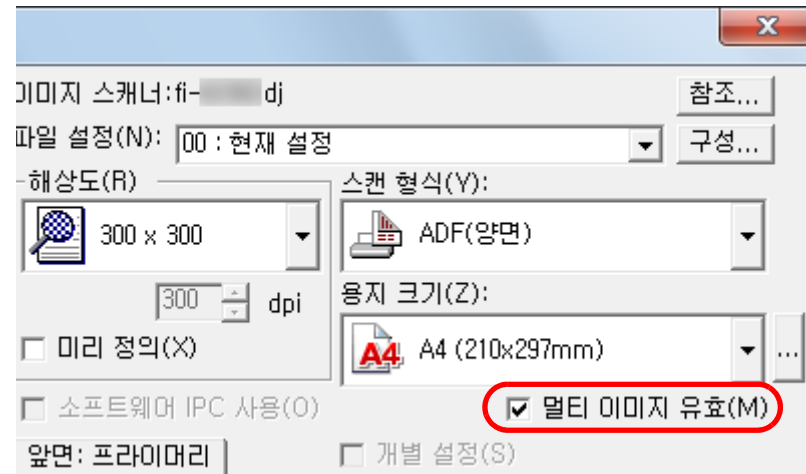 이미지 스캐너:fi- dj
참조...
파일 설정(N):
00 : 현재 설정
구성...
해상도(R)
스캔 형식(Y):
300 x 300
ADF(양면)
300 dpi
용지 크기(Z):
미리 정의(X)
A4 A4 (210x297mm)
...
소프트웨어 IPC 사용(O)
멀티 이미지 유효(M)
앞면: 프라이머리
개별 설정(S)